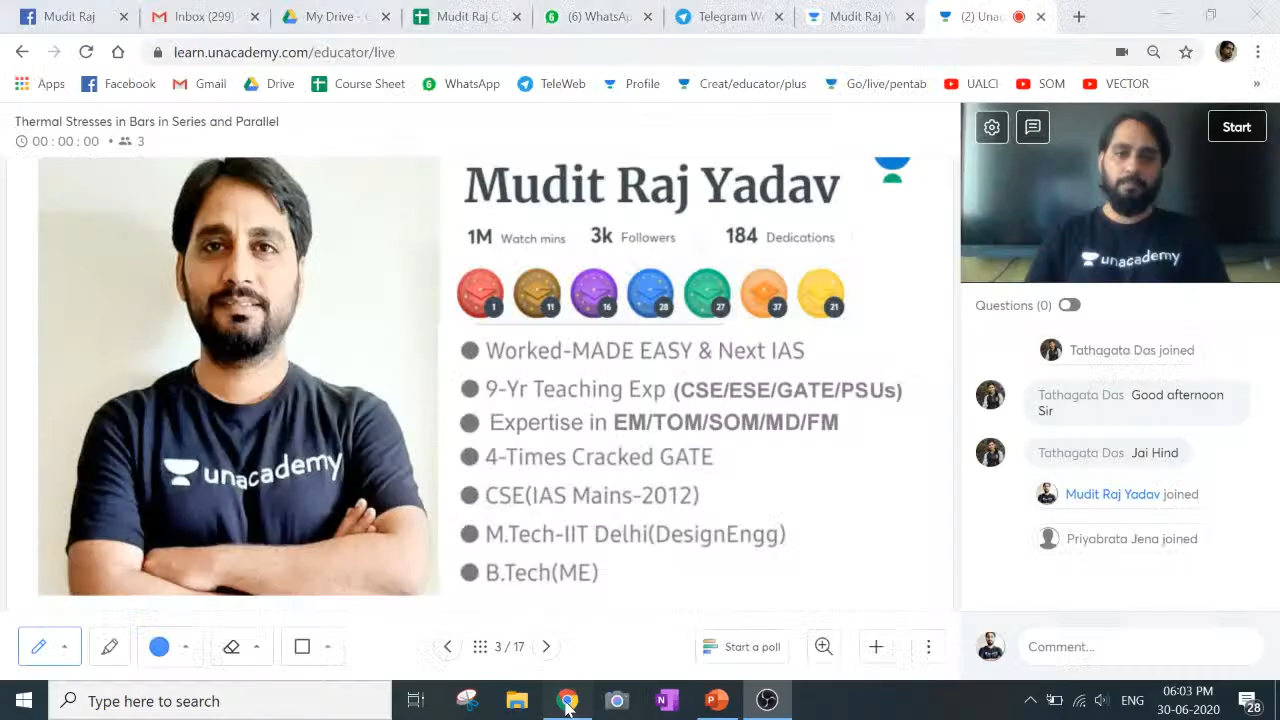 Mudit Raj
Inbox (299)
My Drive -
Mudit Raj
(6) WhatsAp
Telegram W
Mudit Raj
(2) Una
learn.unacademy.com/educator/live
Apps Facebook Gmail Drive Course Sheet WhatsApp TeleWeb Profile Creat/educator/plus Go/live/pentab UALCI SOM VECTOR »
Thermal Stresses in Bars in Series and Parallel
00 : 00 : 00 • 3
Mudit Raj Yadav
1M Watch mins 3k Followers 184 Dedications
1 11 16 28 27 37 21
Worked-MADE EASY & Next IAS
9-Yr Teaching Exp (CSE/ESE/GATE/PSUs)
Expertise in EM/TOM/SOM/MD/FM
4-Times Cracked GATE
CSE(IAS Mains-2012)
M.Tech-IIT Delhi(DesignEngg)
B.Tech(ME)
unacademy
Start
unacademy
Questions (0)
Tathagata Das joined
Tathagata Das Good afternoon
Sir
Tathagata Das Jai Hind
Mudit Raj Yadav joined
Priyabrata Jena joined
3 / 17
Start a poll
Comment...
Type here to search
ENG
06:03 PM
30-06-2020
28